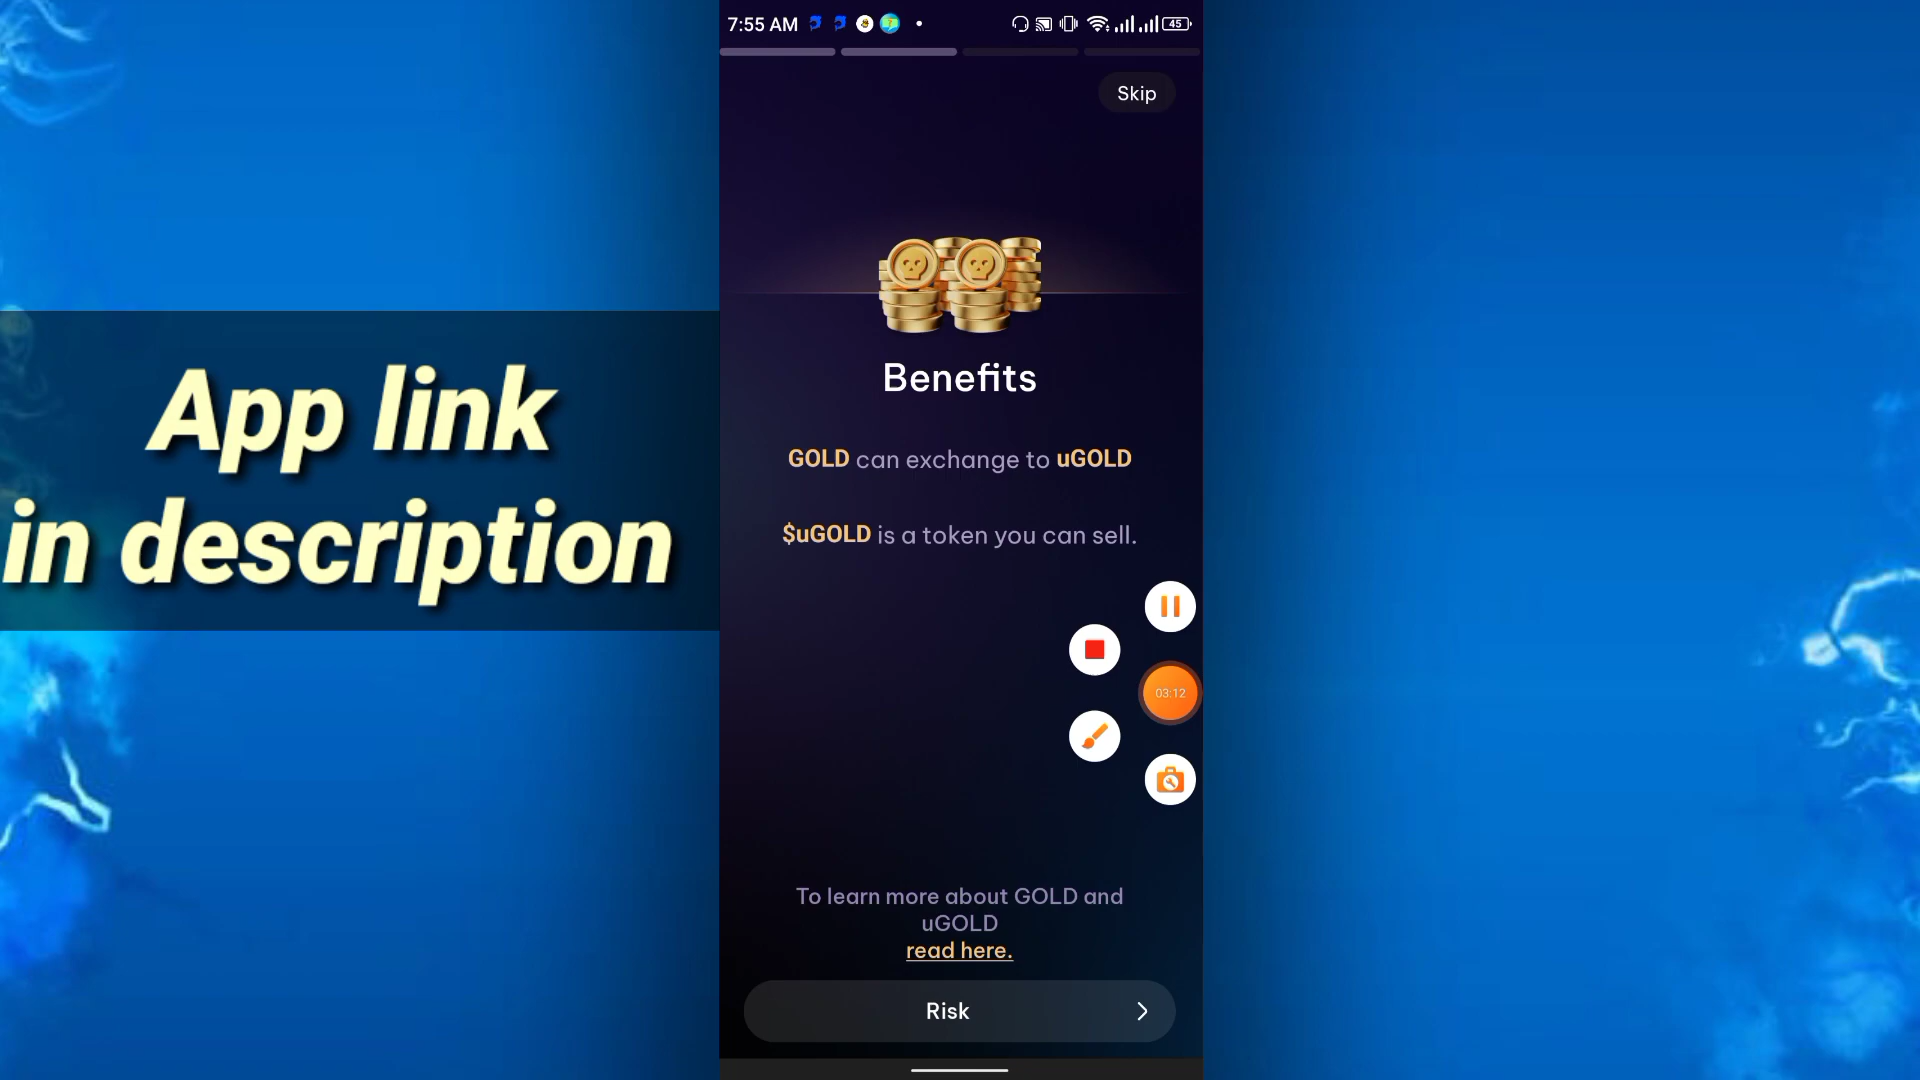 App link
in description
7:55 AM
45
Skip
Benefits
GOLD can exchange to uGOLD
$uGOLD is a token you can sell.
03:12
To learn more about GOLD and
uGOLD
read here.
Risk